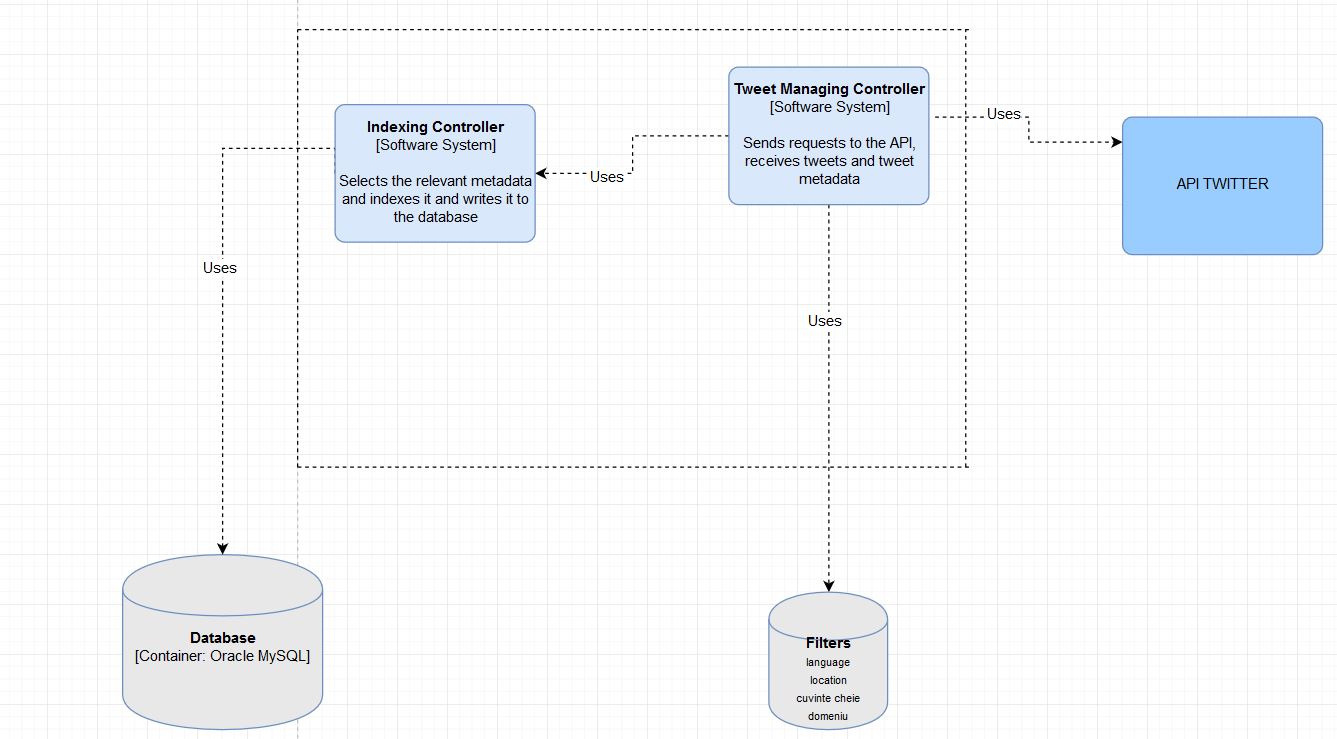 Tweet Managing Controller
[Software System]
Sends requests to the API,
receives tweets and tweet
metadata
Uses
Indexing Controller
[Software System]
Selects the relevant metadata
and indexes it and writes it to
the database
Uses
API TWITTER
Uses
Uses
Database
[Container: Oracle MySQL]
Filters
language
location
cuvinte cheie
domeniu